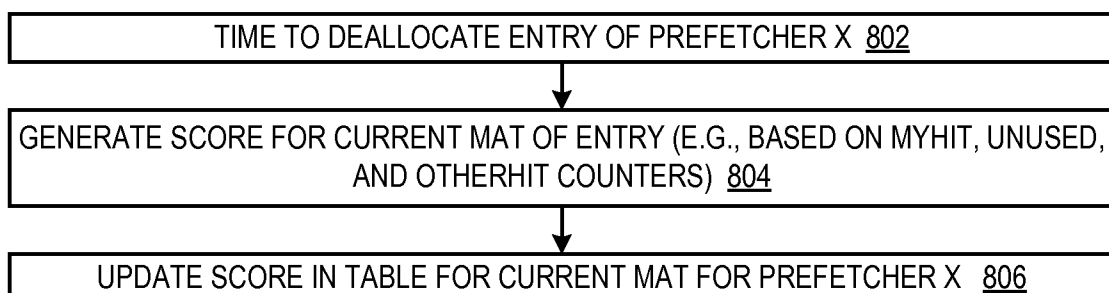 TIME TO DEALLOCATE ENTRY OF PREFETCHER X 802
GENERATE SCORE FOR CURRENT MAT OF ENTRY (E.G., BASED ON MYHIT, UNUSED,
AND OTHERHIT COUNTERS) 804
UPDATE SCORE IN TABLE FOR CURRENT MAT FOR PREFETCHER X 806